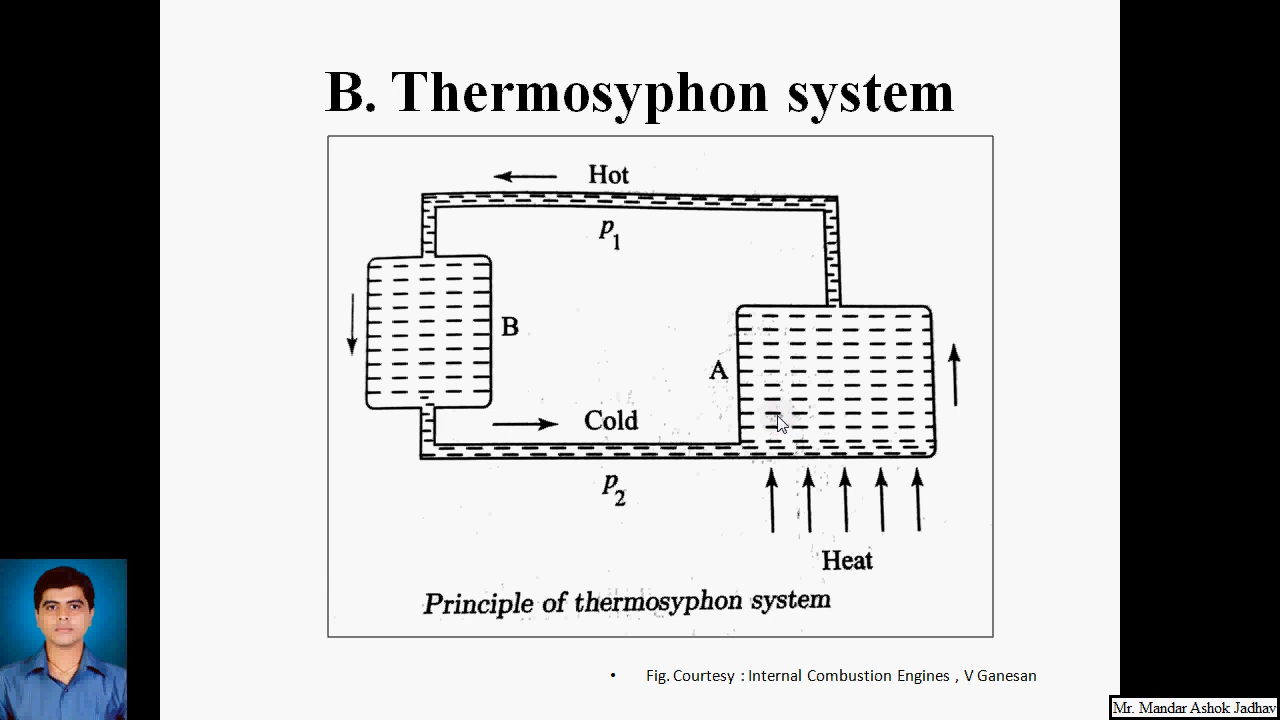 B. Thermosyphon system
Hot
p1
B
A
Cold
p2
Heat
Principle of thermosyphon system
• Fig. Courtesy : Internal Combustion Engines , V Ganesan
Mr. Mandar Ashok Jadhav